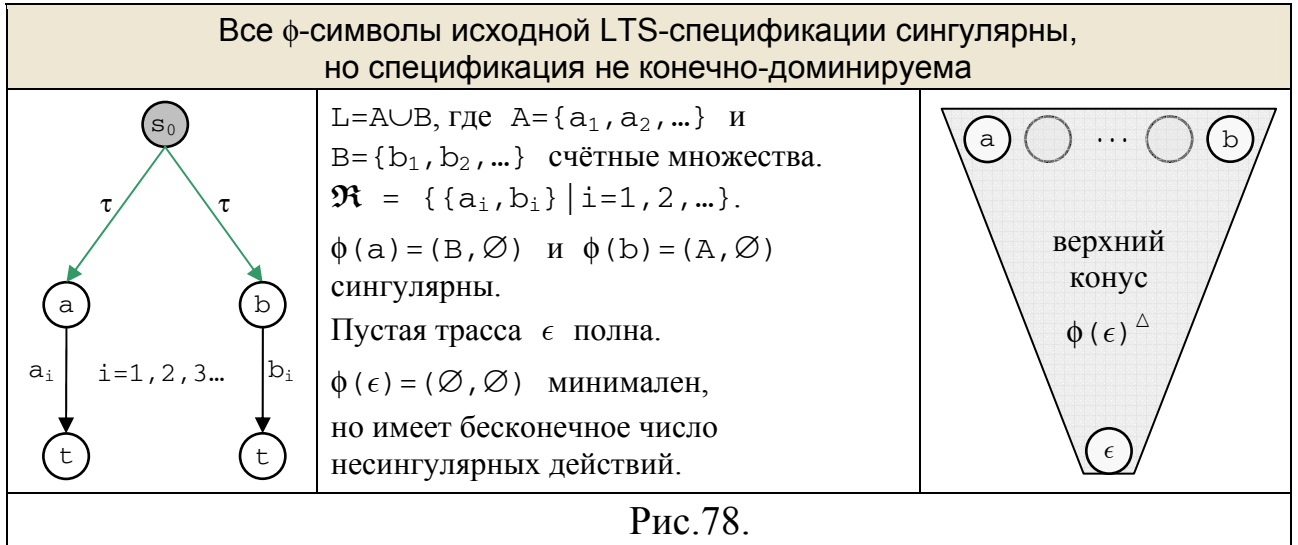 Все ϕ-символы исходной LTS-спецификации сингулярны,
но спецификация не конечно-доминируема
s₀
τ τ
a b
aᵢ i=1,2,3… bᵢ
t t
L=A∪B, где A={a₁,a₂,…} и
B={b₁,b₂,…} счётные множества.
ℜ = {{aᵢ,bᵢ}|i=1,2,…}.
ϕ(a)=(B,∅) и ϕ(b)=(A,∅)
сингулярны.
Пустая трасса ϵ полна.
ϕ(ϵ)=(∅,∅) минимален,
но имеет бесконечное число
несингулярных действий.
a ... b
верхний
конус
ϕ(ϵ)△
ϵ
Рис.78.